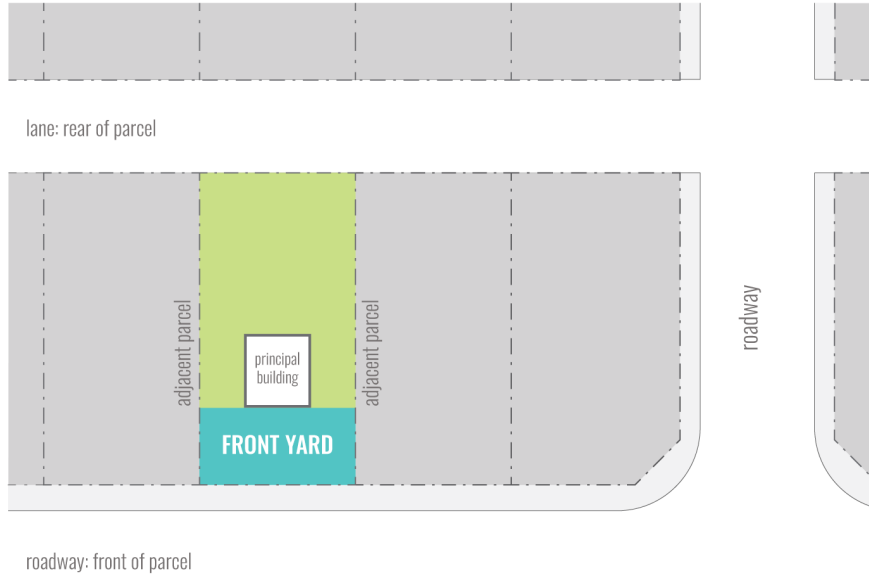 lane: rear of parcel
adjacent parcel
adjacent parcel
roadway
principal
building
FRONT YARD
roadway: front of parcel